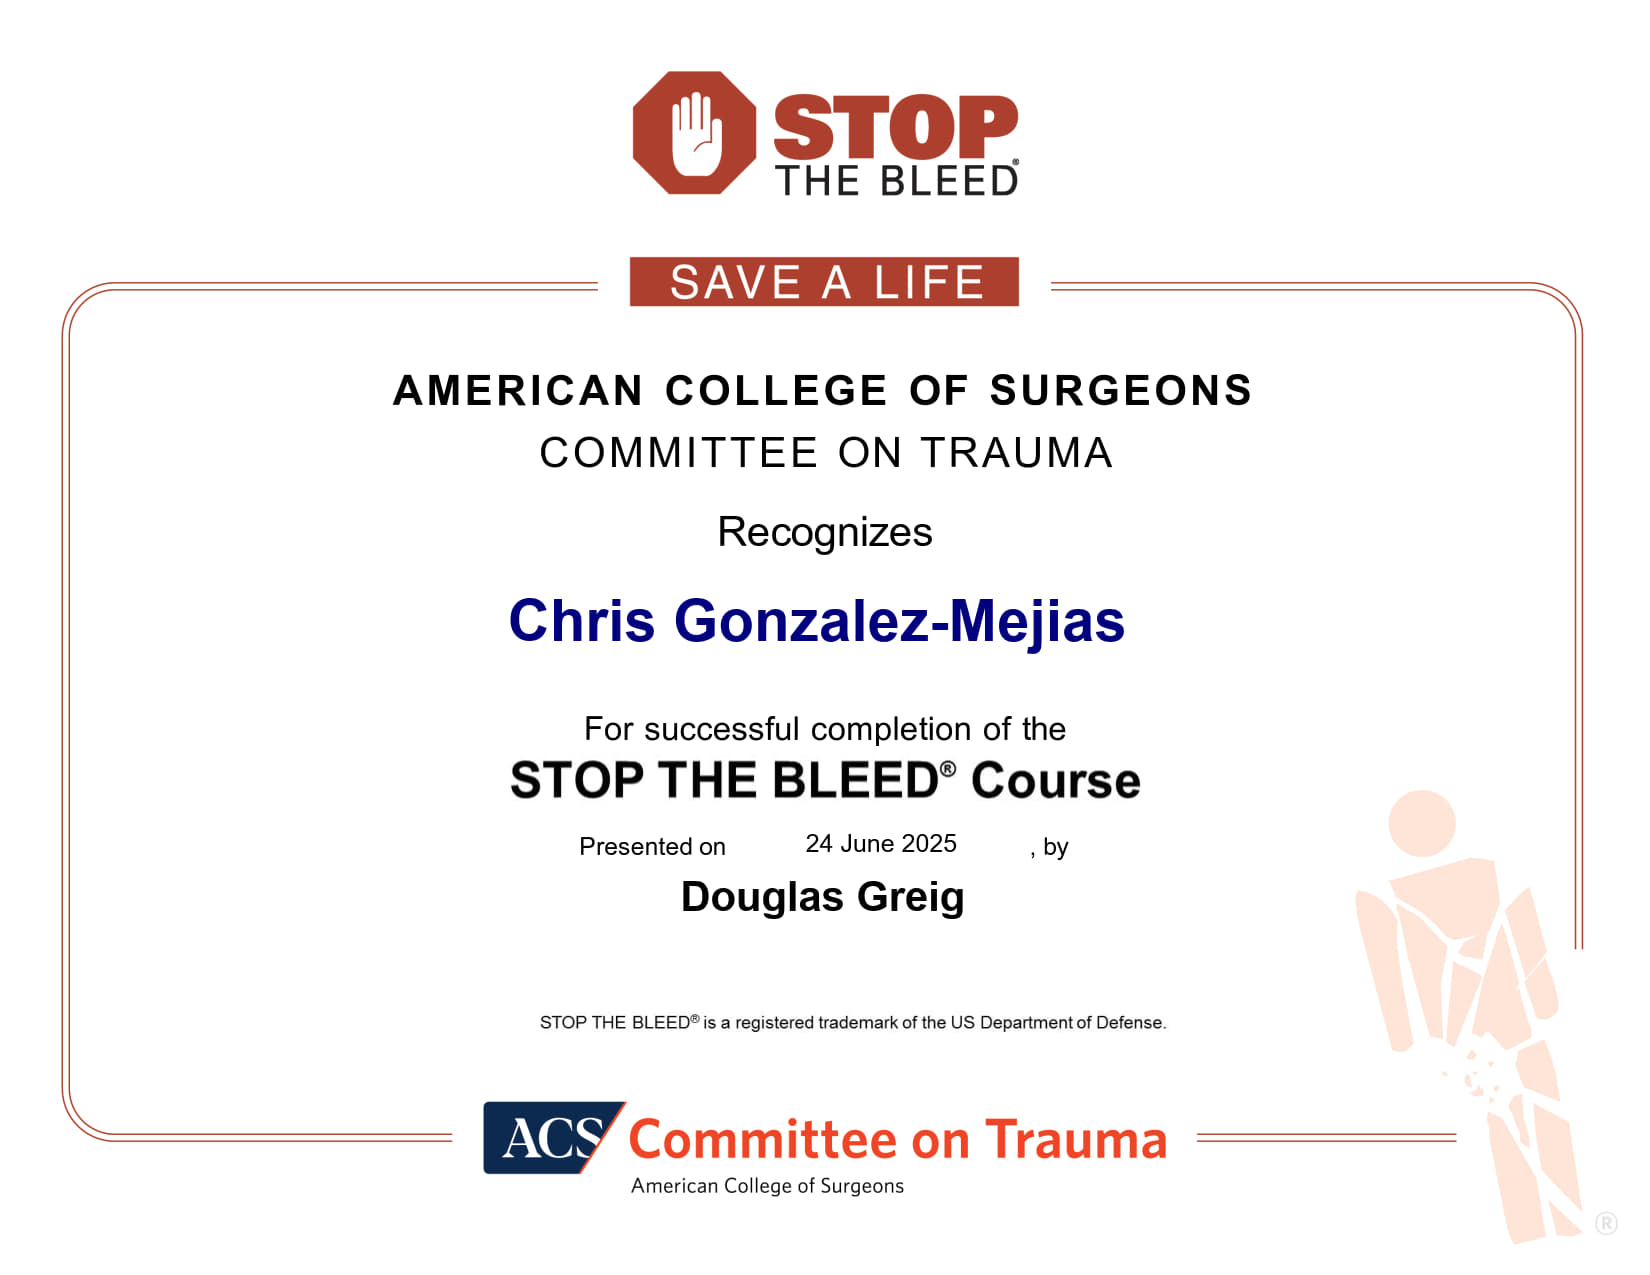 STOP
THE BLEED®
SAVE A LIFE
AMERICAN COLLEGE OF SURGEONS
COMMITTEE ON TRAUMA
Recognizes
Chris Gonzalez-Mejias
For successful completion of the
STOP THE BLEED® Course
Presented on 24 June 2025 , by
Douglas Greig
STOP THE BLEED® is a registered trademark of the US Department of Defense.
ACS Committee on Trauma
American College of Surgeons
®